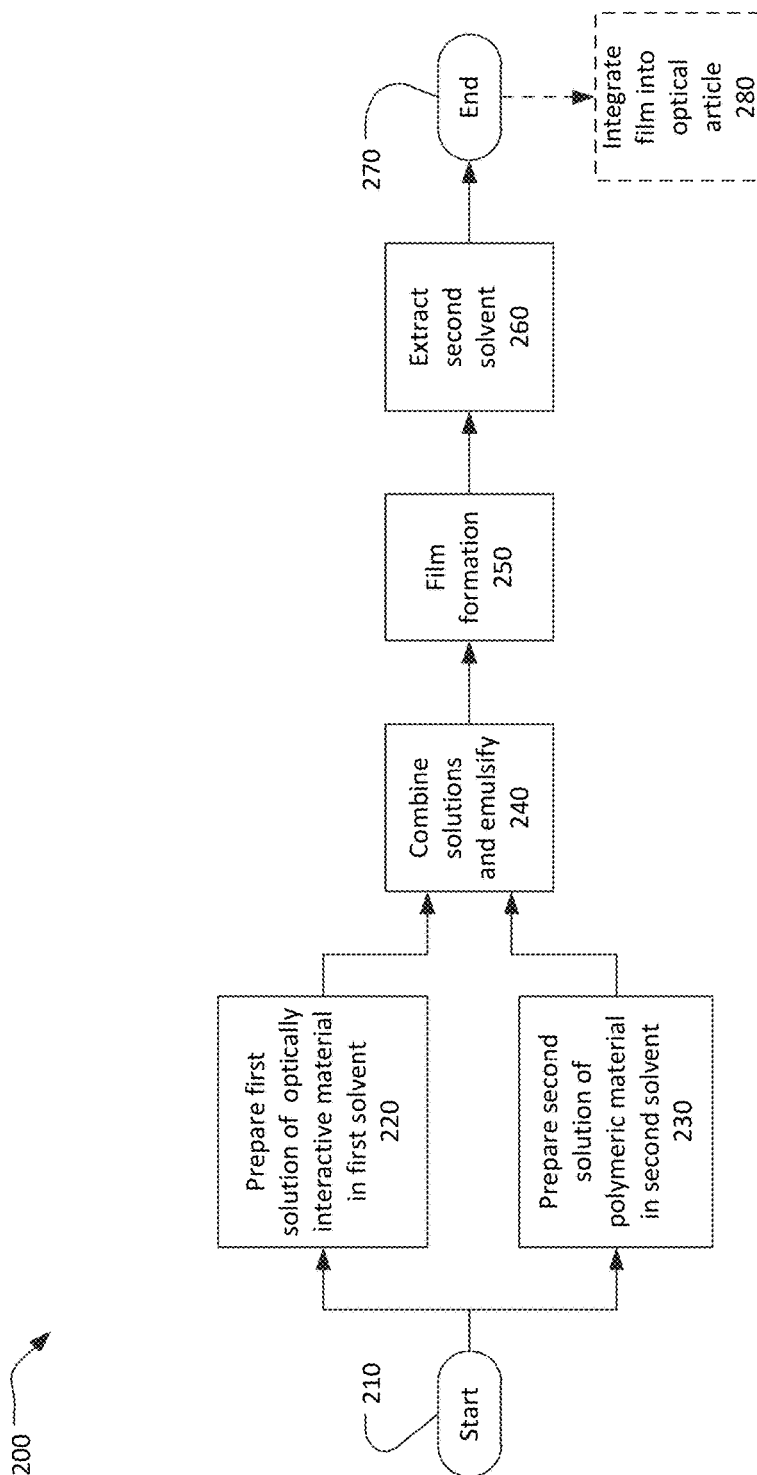 200
210
Start
Prepare first
solution of optically
interactive material
in first solvent
220
Prepare second
solution of
polymeric material
in second solvent
230
Combine
solutions
and emulsify
240
Film
formation
250
Extract
second
solvent
260
270
End
Integrate
film into
optical
article
280